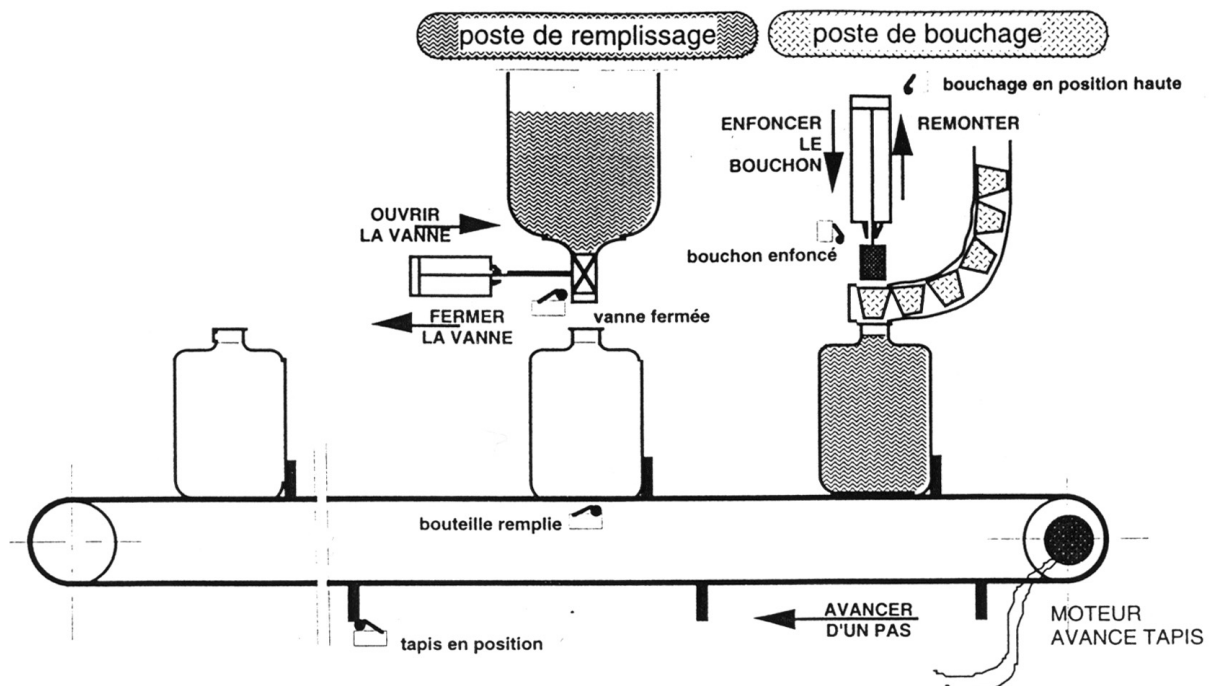 poste de remplissage
poste de bouchage
bouchage en position haute
ENFONCER
LE
BOUCHON
REMONTER
OUVRIR
LA VANNE
bouchon enfoncé
FERMER
LA VANNE
vanne fermée
bouteille remplie
tapis en position
AVANCER
D'UN PAS
MOTEUR
AVANCE TAPIS